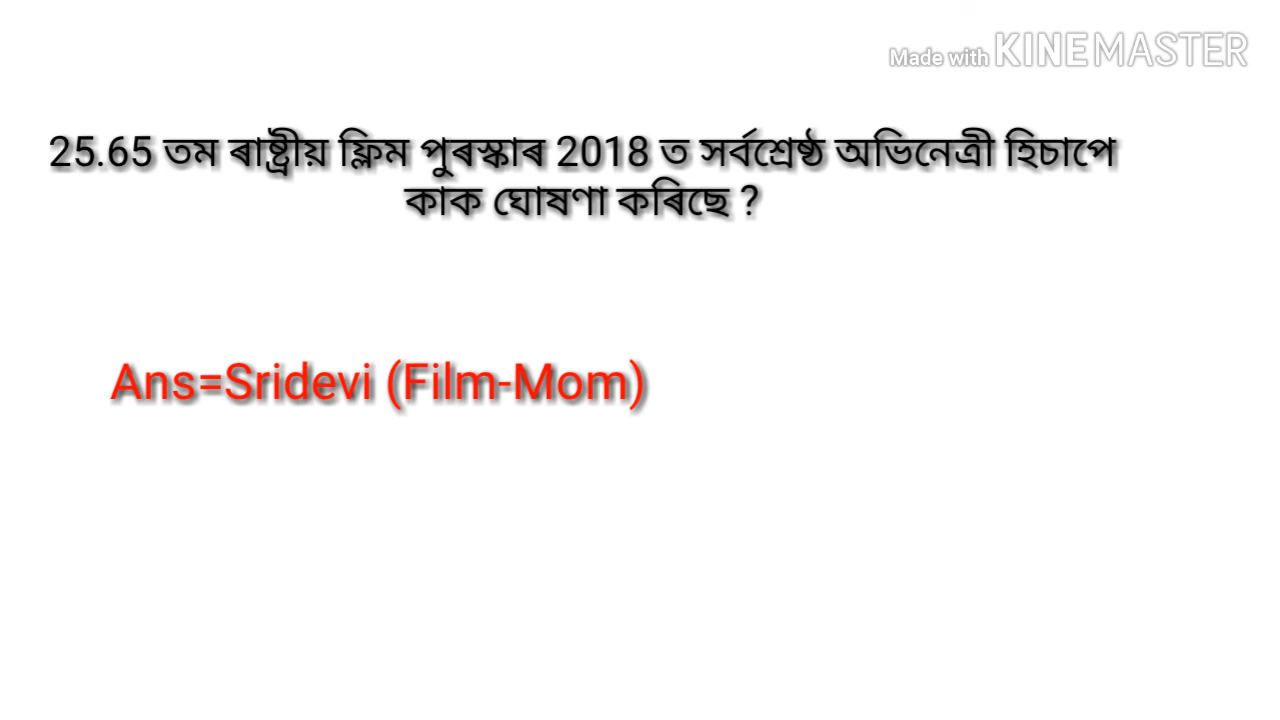 Made with KINEMASTER
25.65 তম ৰাষ্ট্ৰীয় ফ্লিম পুৰস্কাৰ 2018 ত সৰ্বশ্ৰেষ্ঠ অভিনেত্ৰী হিচাপে
কাক ঘোষণা কৰিছে ?
Ans=Sridevi (Film-Mom)